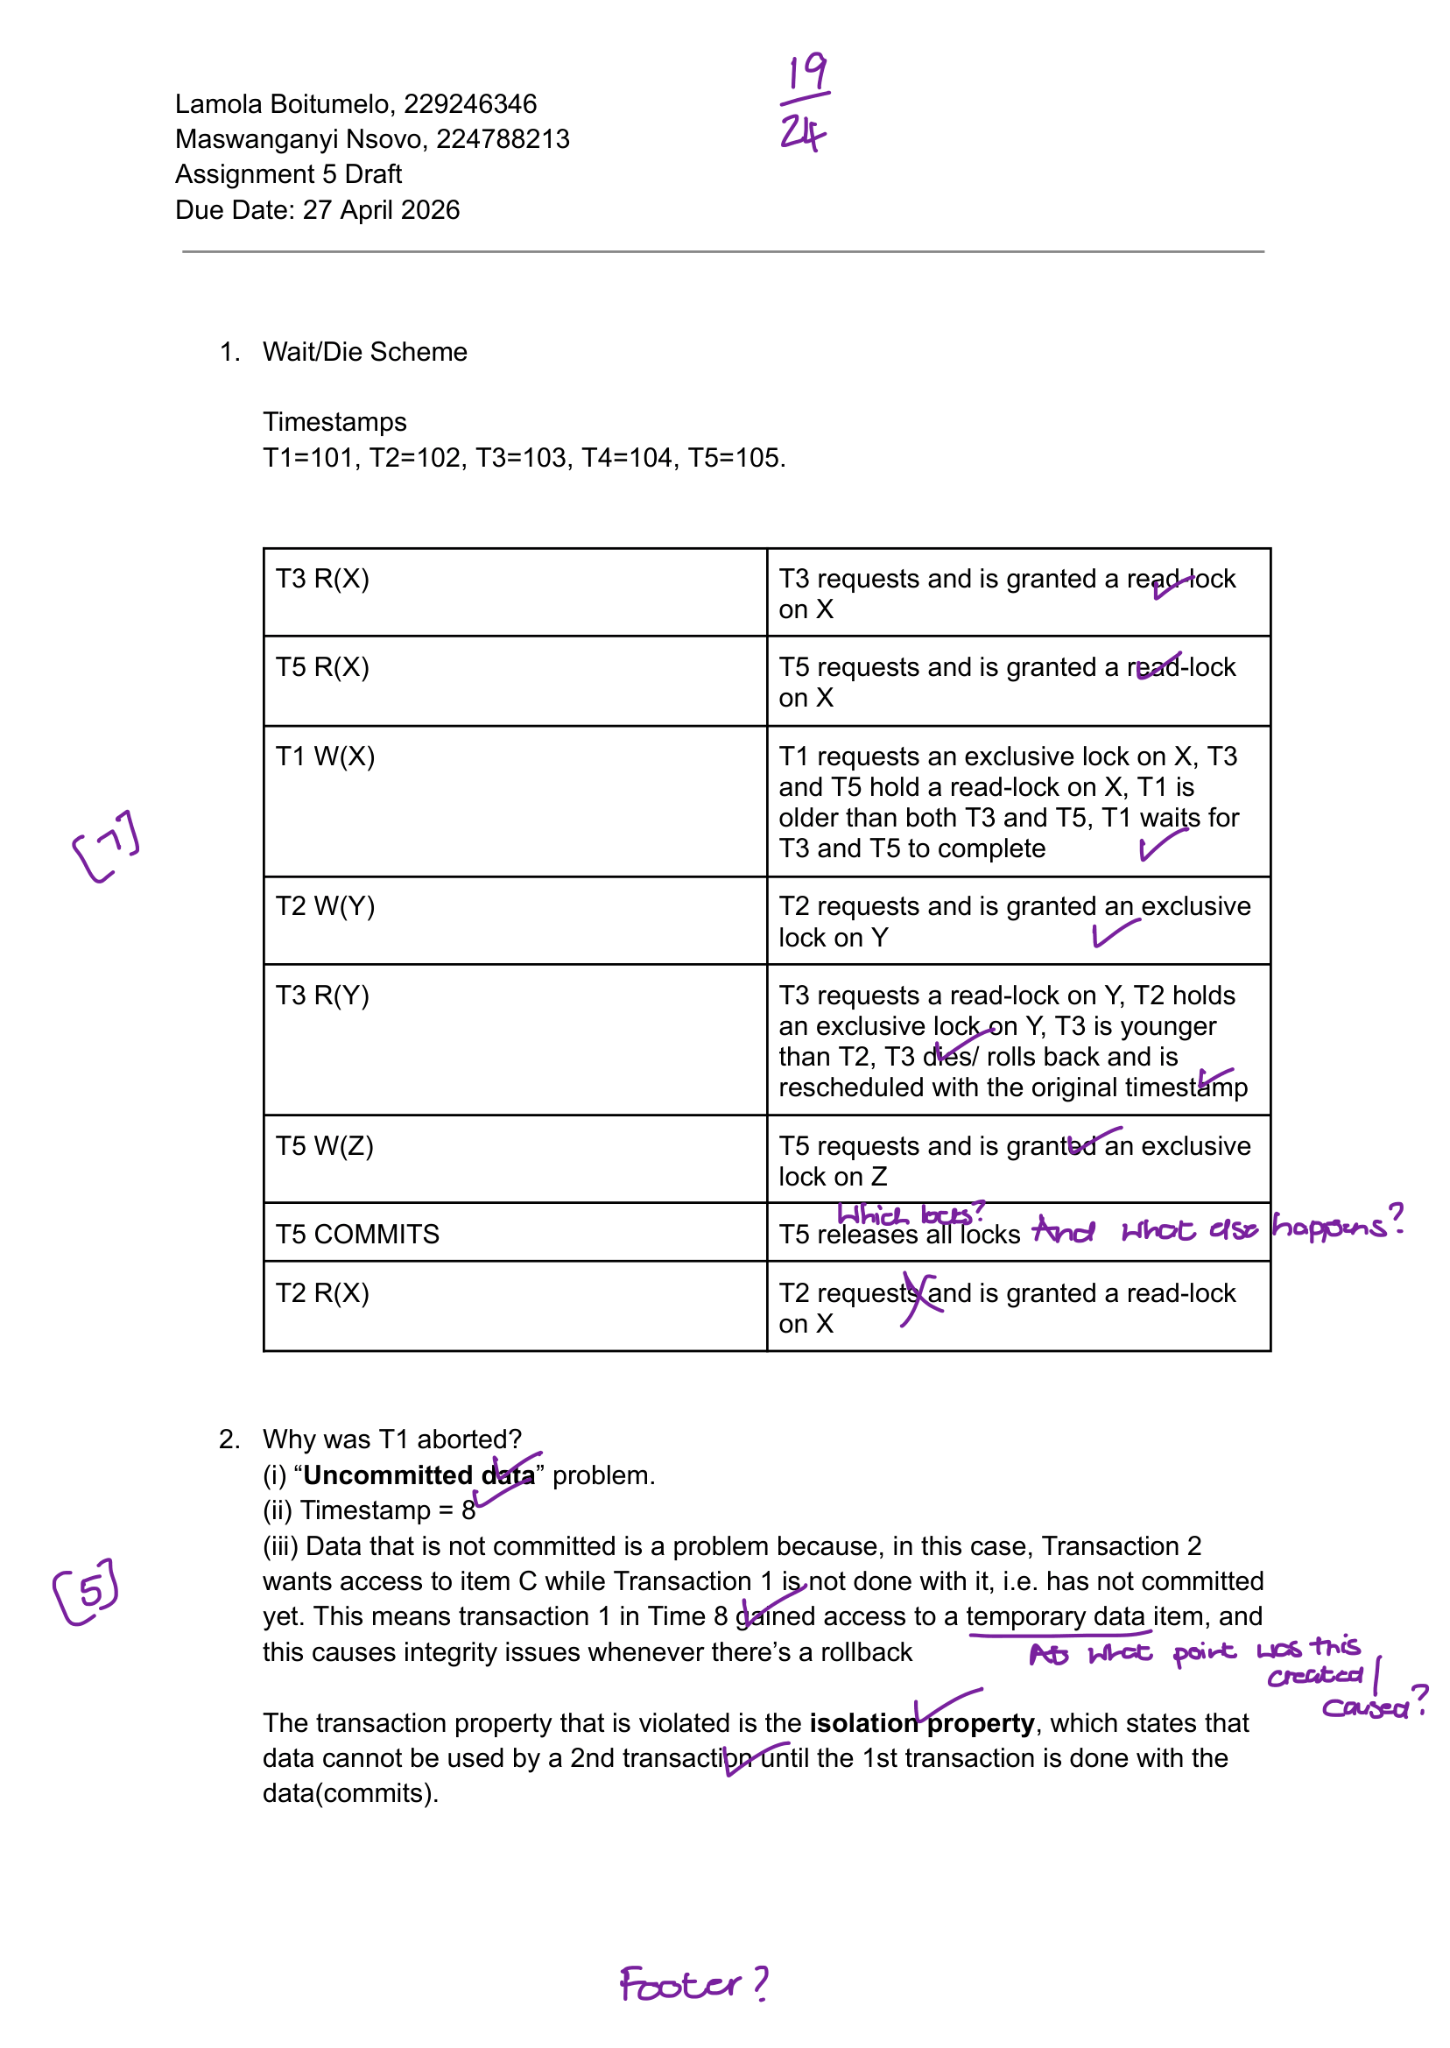 19
24
Lamola Boitumelo, 229246346
Maswanganyi Nsovo, 224788213
Assignment 5 Draft
Due Date: 27 April 2026
1. Wait/Die Scheme
Timestamps
T1=101, T2=102, T3=103, T4=104, T5=105.
T3 R(X)
T3 requests and is granted a read-lock
on X
T5 R(X)
T5 requests and is granted a read-lock
on X
T1 W(X)
T1 requests an exclusive lock on X, T3
and T5 hold a read-lock on X, T1 is
older than both T3 and T5, T1 waits for
T3 and T5 to complete
[7]
T2 W(Y)
T2 requests and is granted an exclusive
lock on Y
T3 R(Y)
T3 requests a read-lock on Y, T2 holds
an exclusive lock on Y, T3 is younger
than T2, T3 dies/ rolls back and is
rescheduled with the original timestamp
T5 W(Z)
T5 requests and is granted an exclusive
lock on Z
Which locks?
T5 COMMITS
T5 releases all locks And what else happens?
T2 R(X)
T2 requests and is granted a read-lock
on X
2. Why was T1 aborted?
(i) “Uncommitted data” problem.
(ii) Timestamp = 8
(iii) Data that is not committed is a problem because, in this case, Transaction 2
wants access to item C while Transaction 1 is not done with it, i.e. has not committed
[5]
yet. This means transaction 1 in Time 8 gained access to a temporary data item, and
this causes integrity issues whenever there’s a rollback
At what point was this
created/
caused?
The transaction property that is violated is the isolation property, which states that
data cannot be used by a 2nd transaction until the 1st transaction is done with the
data(commits).
Footer?